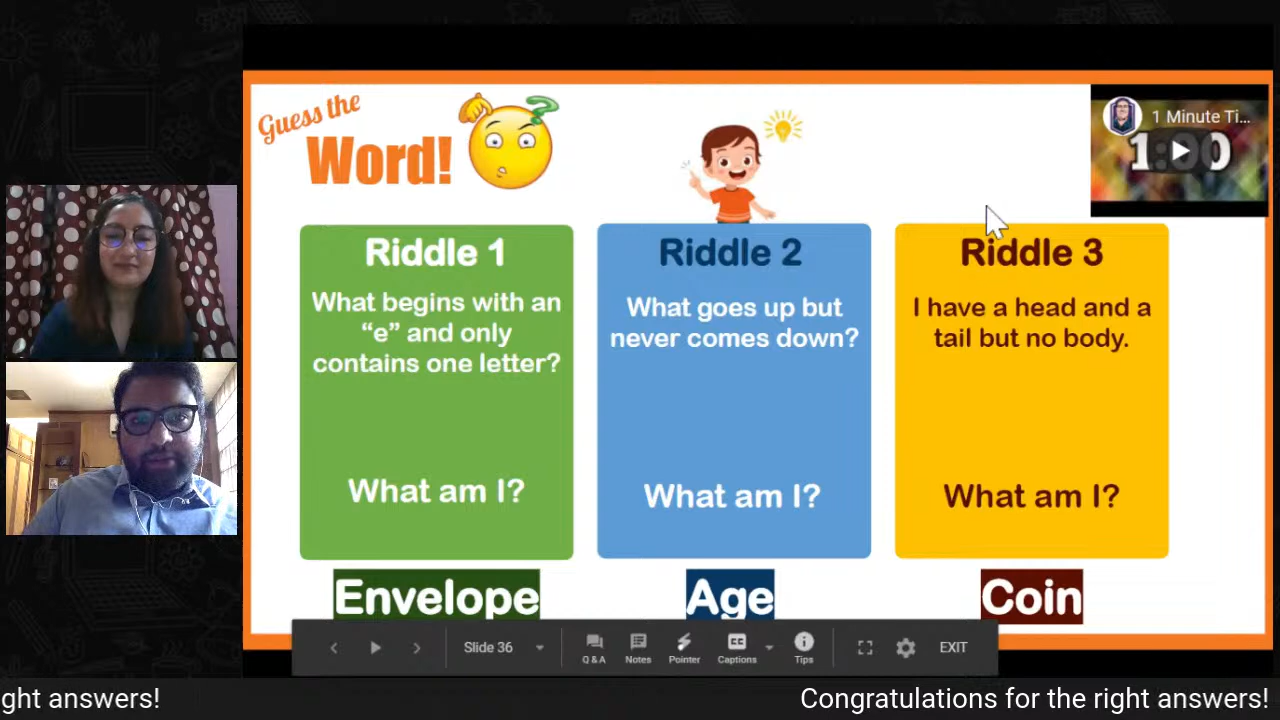 Guess the
Word!
1 Minute Ti...
1:00
Riddle 1
What begins with an
“e” and only
contains one letter?
What am I?
Envelope
Riddle 2
What goes up but
never comes down?
What am I?
Age
Riddle 3
I have a head and a
tail but no body.
What am I?
Coin
Slide 36
Q & A
Notes
Pointer
CC
Captions
Tips
EXIT
ght answers!
Congratulations for the right answers!